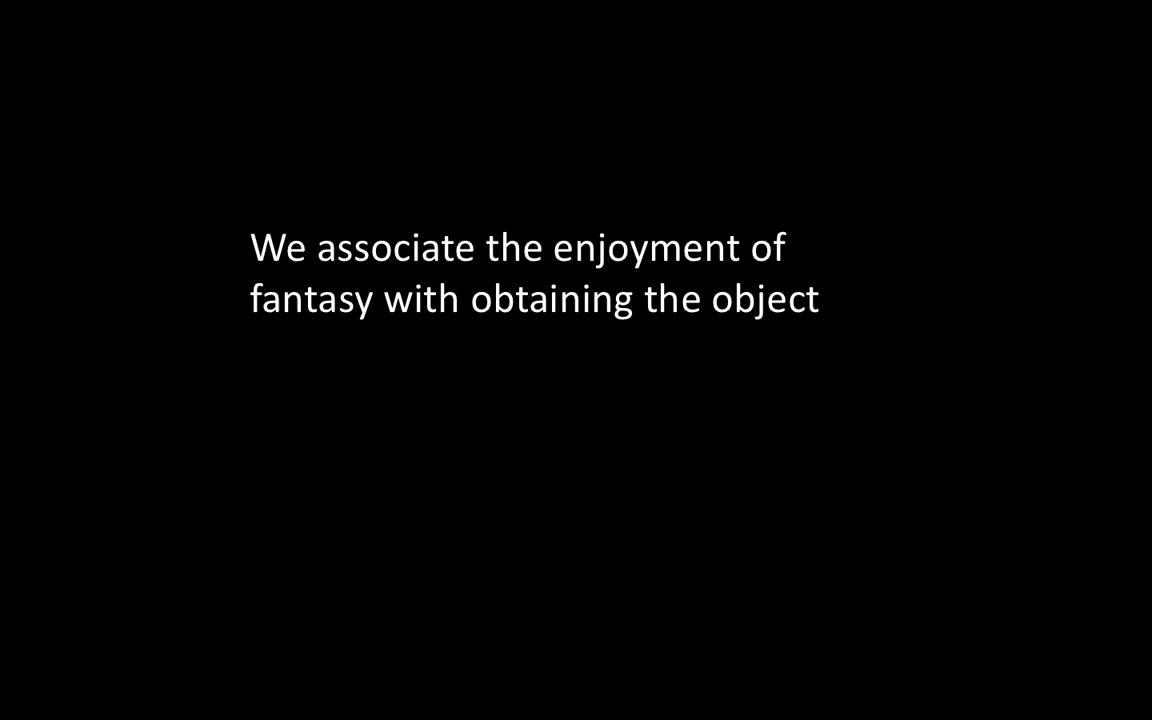 We associate the enjoyment of
fantasy with obtaining the object